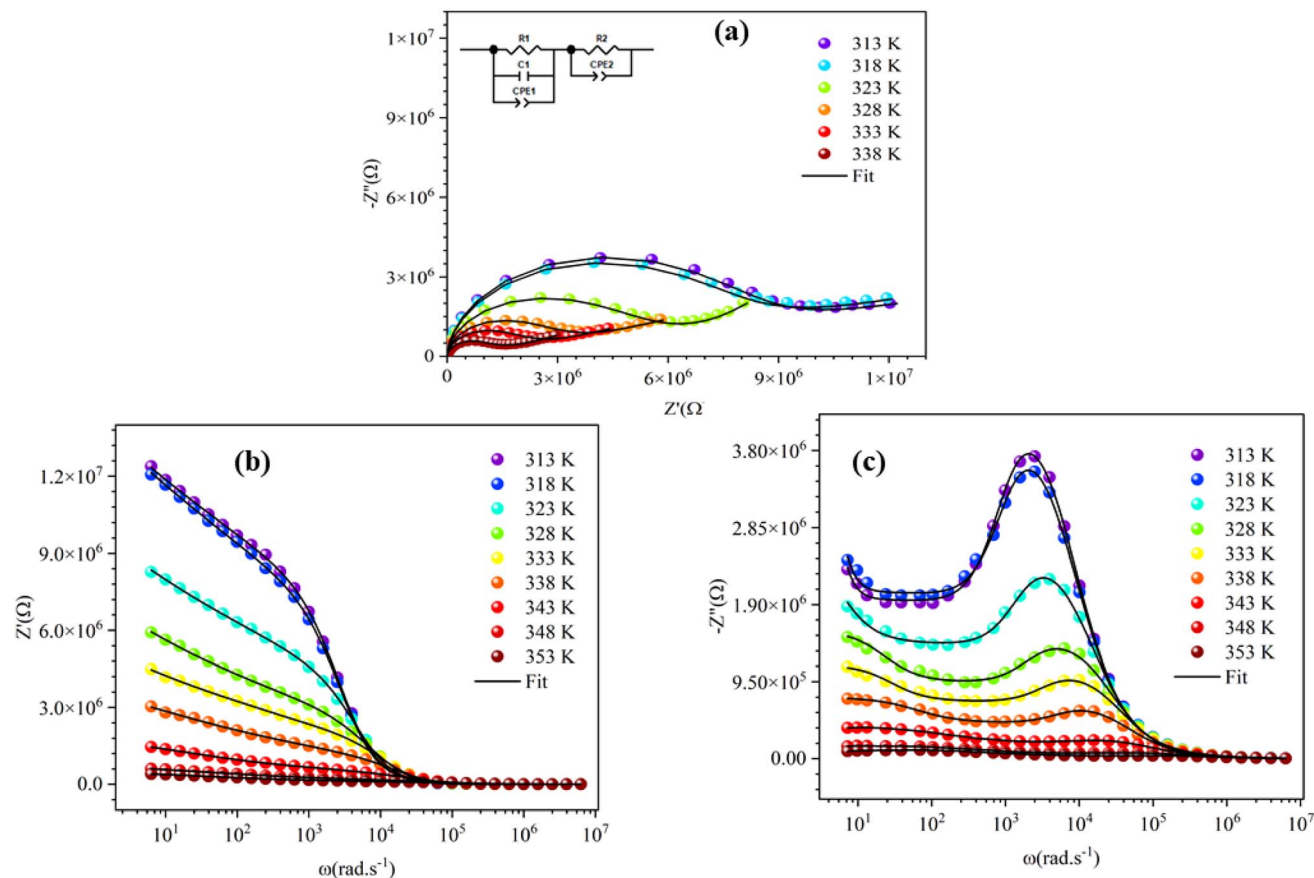 (a)
R1
R2
C1
CPE2
CPE1
313 K
318 K
323 K
328 K
333 K
338 K
Fit
-Z"(Ω)
1×10⁷
9×10⁶
6×10⁶
3×10⁶
0
0
3×10⁶
6×10⁶
9×10⁶
1×10⁷
Z'(Ω
(b)
313 K
318 K
323 K
328 K
333 K
338 K
343 K
348 K
353 K
Fit
Z'(Ω)
1.2×10⁷
9.0×10⁶
6.0×10⁶
3.0×10⁶
0.0
10¹
10²
10³
10⁴
10⁵
10⁶
10⁷
ω(rad.s⁻¹)
(c)
313 K
318 K
323 K
328 K
333 K
338 K
343 K
348 K
353 K
Fit
-Z"(Ω)
3.80×10⁶
2.85×10⁶
1.90×10⁶
9.50×10⁵
0.00
10¹
10²
10³
10⁴
10⁵
10⁶
10⁷
ω(rad.s⁻¹)